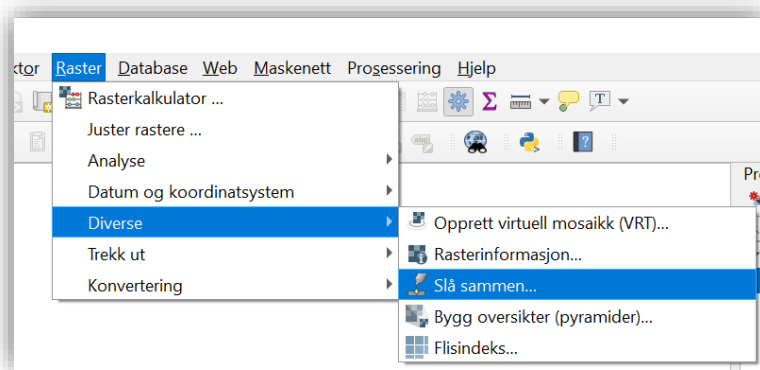 Raster Database Web Maskenett Prosessering Hjelp
Rasterkalkulator ...
Juster rastere ...
Analyse
Datum og koordinatsystem
Diverse
Trekk ut
Konvertering
Opprett virtuell mosaikk (VRT)...
Rasterinformasjon...
Slå sammen...
Bygg oversikter (pyramider)...
Flisindeks...